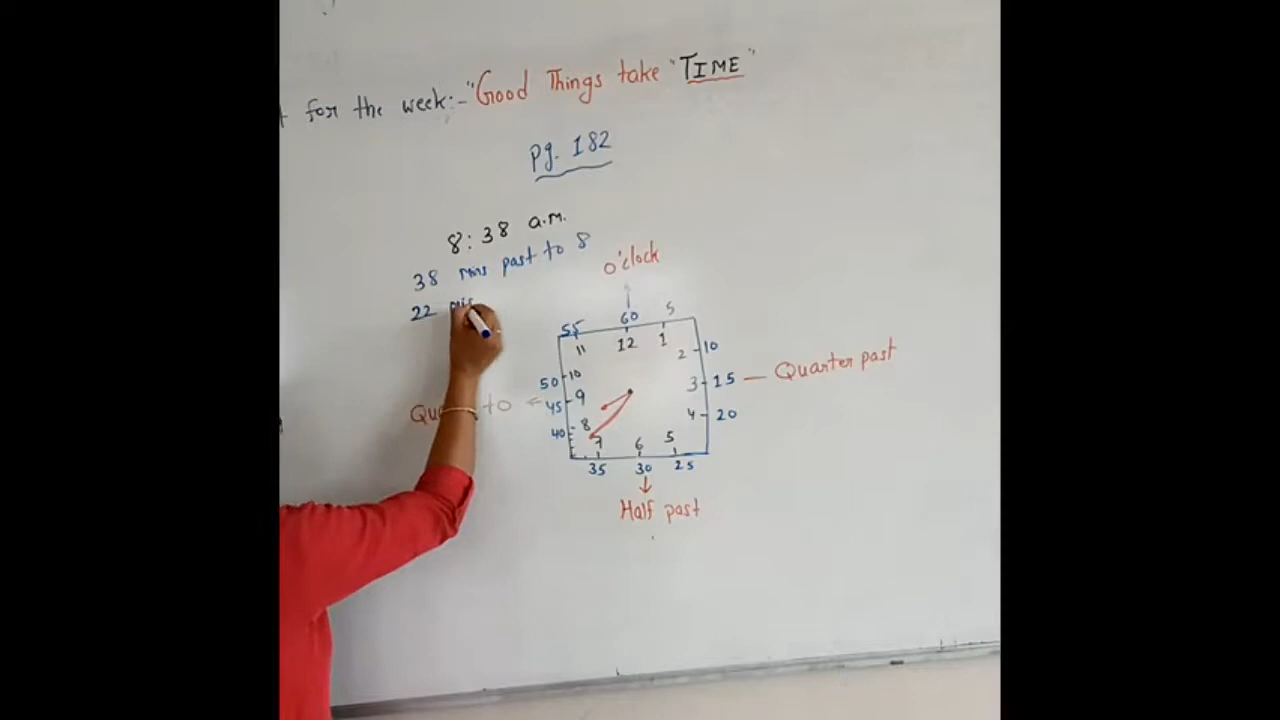 for the week:- "Good Things take "TIME"
pg. 182
8:38 a.m.
38 mins past to 8
22
o'clock
55 60 5
11 12 1
50 10 2 10
45 9 3 15 — Quarter past
to
40 8 4 20
7 6 5
35 30 25
Half past